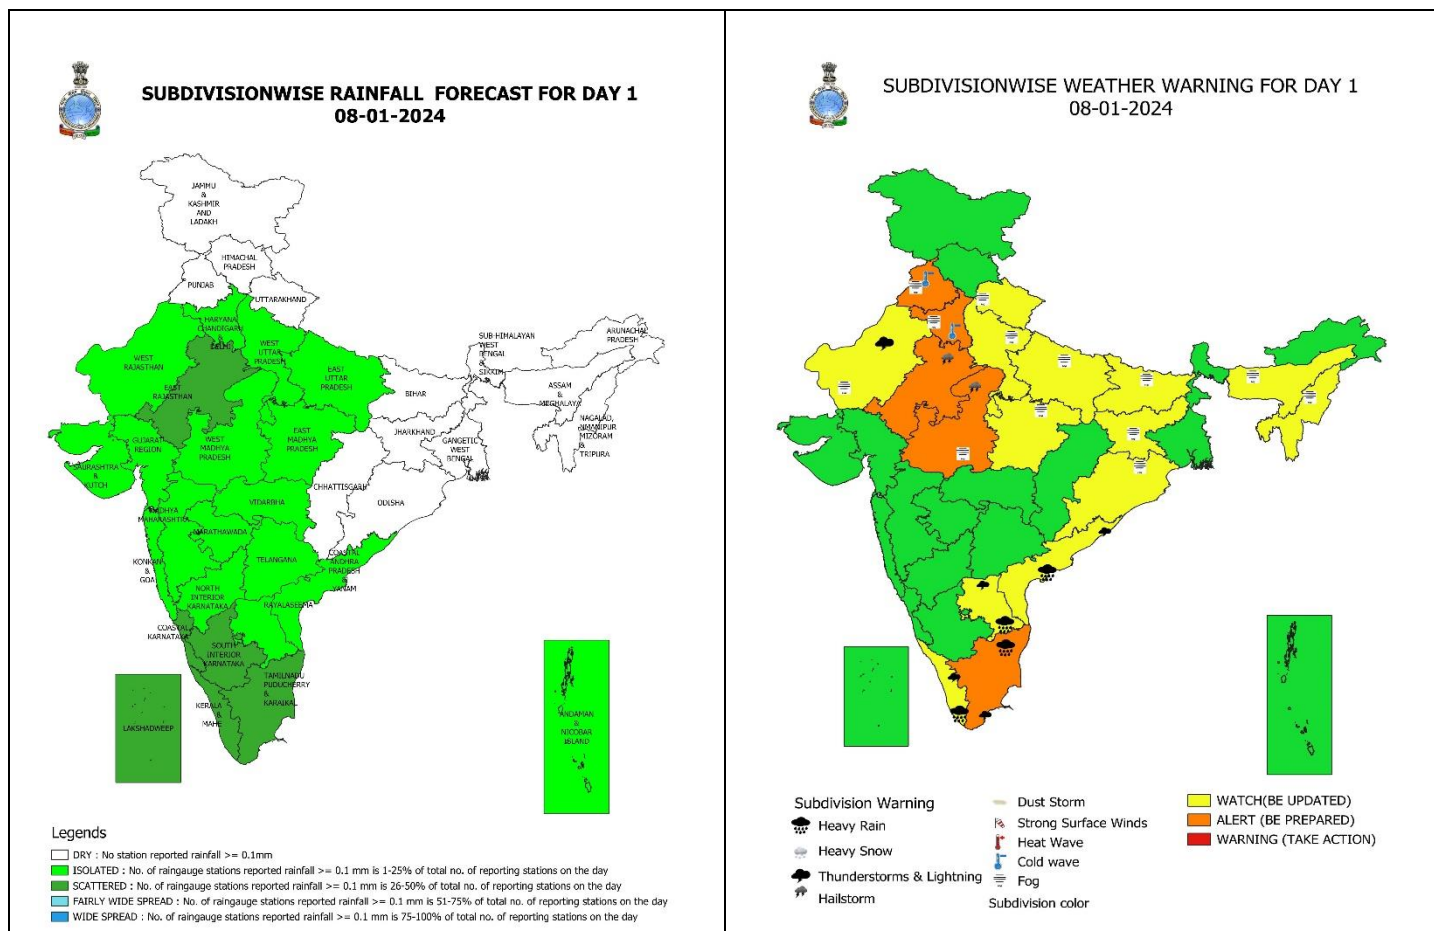 SUBDIVISIONWISE RAINFALL FORECAST FOR DAY 1
08-01-2024
JAMMU
&
KASHMIR
AND
LADAKH
HIMACHAL
PRADESH
PUNJAB
UTTARAKHAND
HARYANA
CHANDIGARH
&
DELHI
WEST
UTTAR
PRADESH
WEST
RAJASTHAN
EAST
UTTAR
PRADESH
EAST
RAJASTHAN
SUB-HIMALAYAN
WEST
BENGAL
&
SIKKIM
ARUNACHAL
PRADESH
ASSAM
&
MEGHALAYA
BIHAR
NAGALAD,
MANIPUR
MIZORAM
&
TRIPURA
JHARKHAND
GANGETIC
WEST
BENGAL
GUJARAT
REGION
WEST
MADHYA
PRADESH
EAST
MADHYA
PRADESH
SAURASHTRA
&
KUTCH
CHHATTISGARH
ODISHA
VIDARBHA
MADHYA
MAHARASHTRA
MARATHAWADA
KONKAN
&
GOA
TELANGANA
COASTAL
ANDHRA
PRADESH
&
YANAM
NORTH
INTERIOR
KARNATAKA
RAYALASEEMA
COASTAL
KARNATAKA
SOUTH
INTERIOR
KARNATAKA
TAMILNADU
PUDUCHERRY
&
KARAIKAL
KERALA
&
MAHE
LAKSHADWEEP
ANDAMAN
&
NICOBAR
ISLAND
Legends
DRY : No station reported rainfall >= 0.1mm
ISOLATED : No. of raingauge stations reported rainfall >= 0.1 mm is 1-25% of total no. of reporting stations on the day
SCATTERED : No. of raingauge stations reported rainfall >= 0.1 mm is 26-50% of total no. of reporting stations on the day
FAIRLY WIDE SPREAD : No. of raingauge stations reported rainfall >= 0.1 mm is 51-75% of total no. of reporting stations on the day
WIDE SPREAD : No. of raingauge stations reported rainfall >= 0.1 mm is 75-100% of total no. of reporting stations on the day
SUBDIVISIONWISE WEATHER WARNING FOR DAY 1
08-01-2024
Subdivision Warning
Heavy Rain
Heavy Snow
Thunderstorms & Lightning
Hailstorm
Dust Storm
Strong Surface Winds
Heat Wave
Cold wave
Fog
Subdivision color
WATCH(BE UPDATED)
ALERT (BE PREPARED)
WARNING (TAKE ACTION)